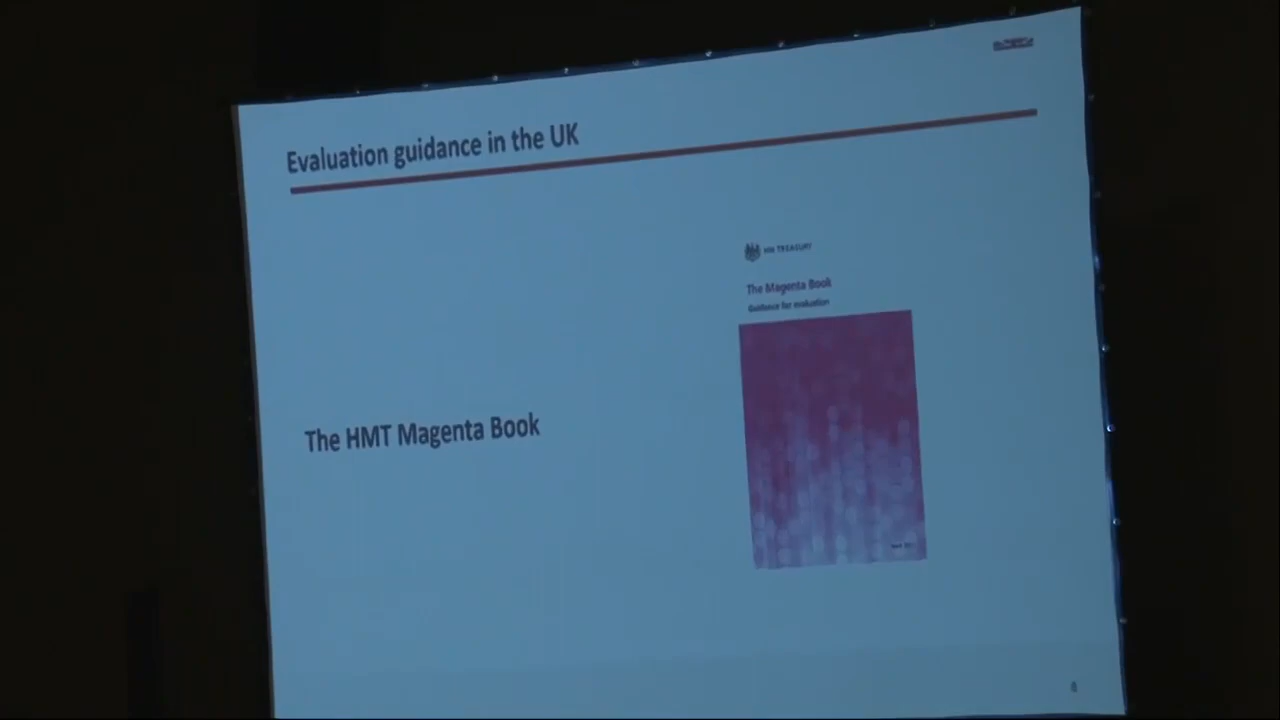 Evaluation guidance in the UK
HM TREASURY
The Magenta Book
Guidance for evaluation
The HMT Magenta Book